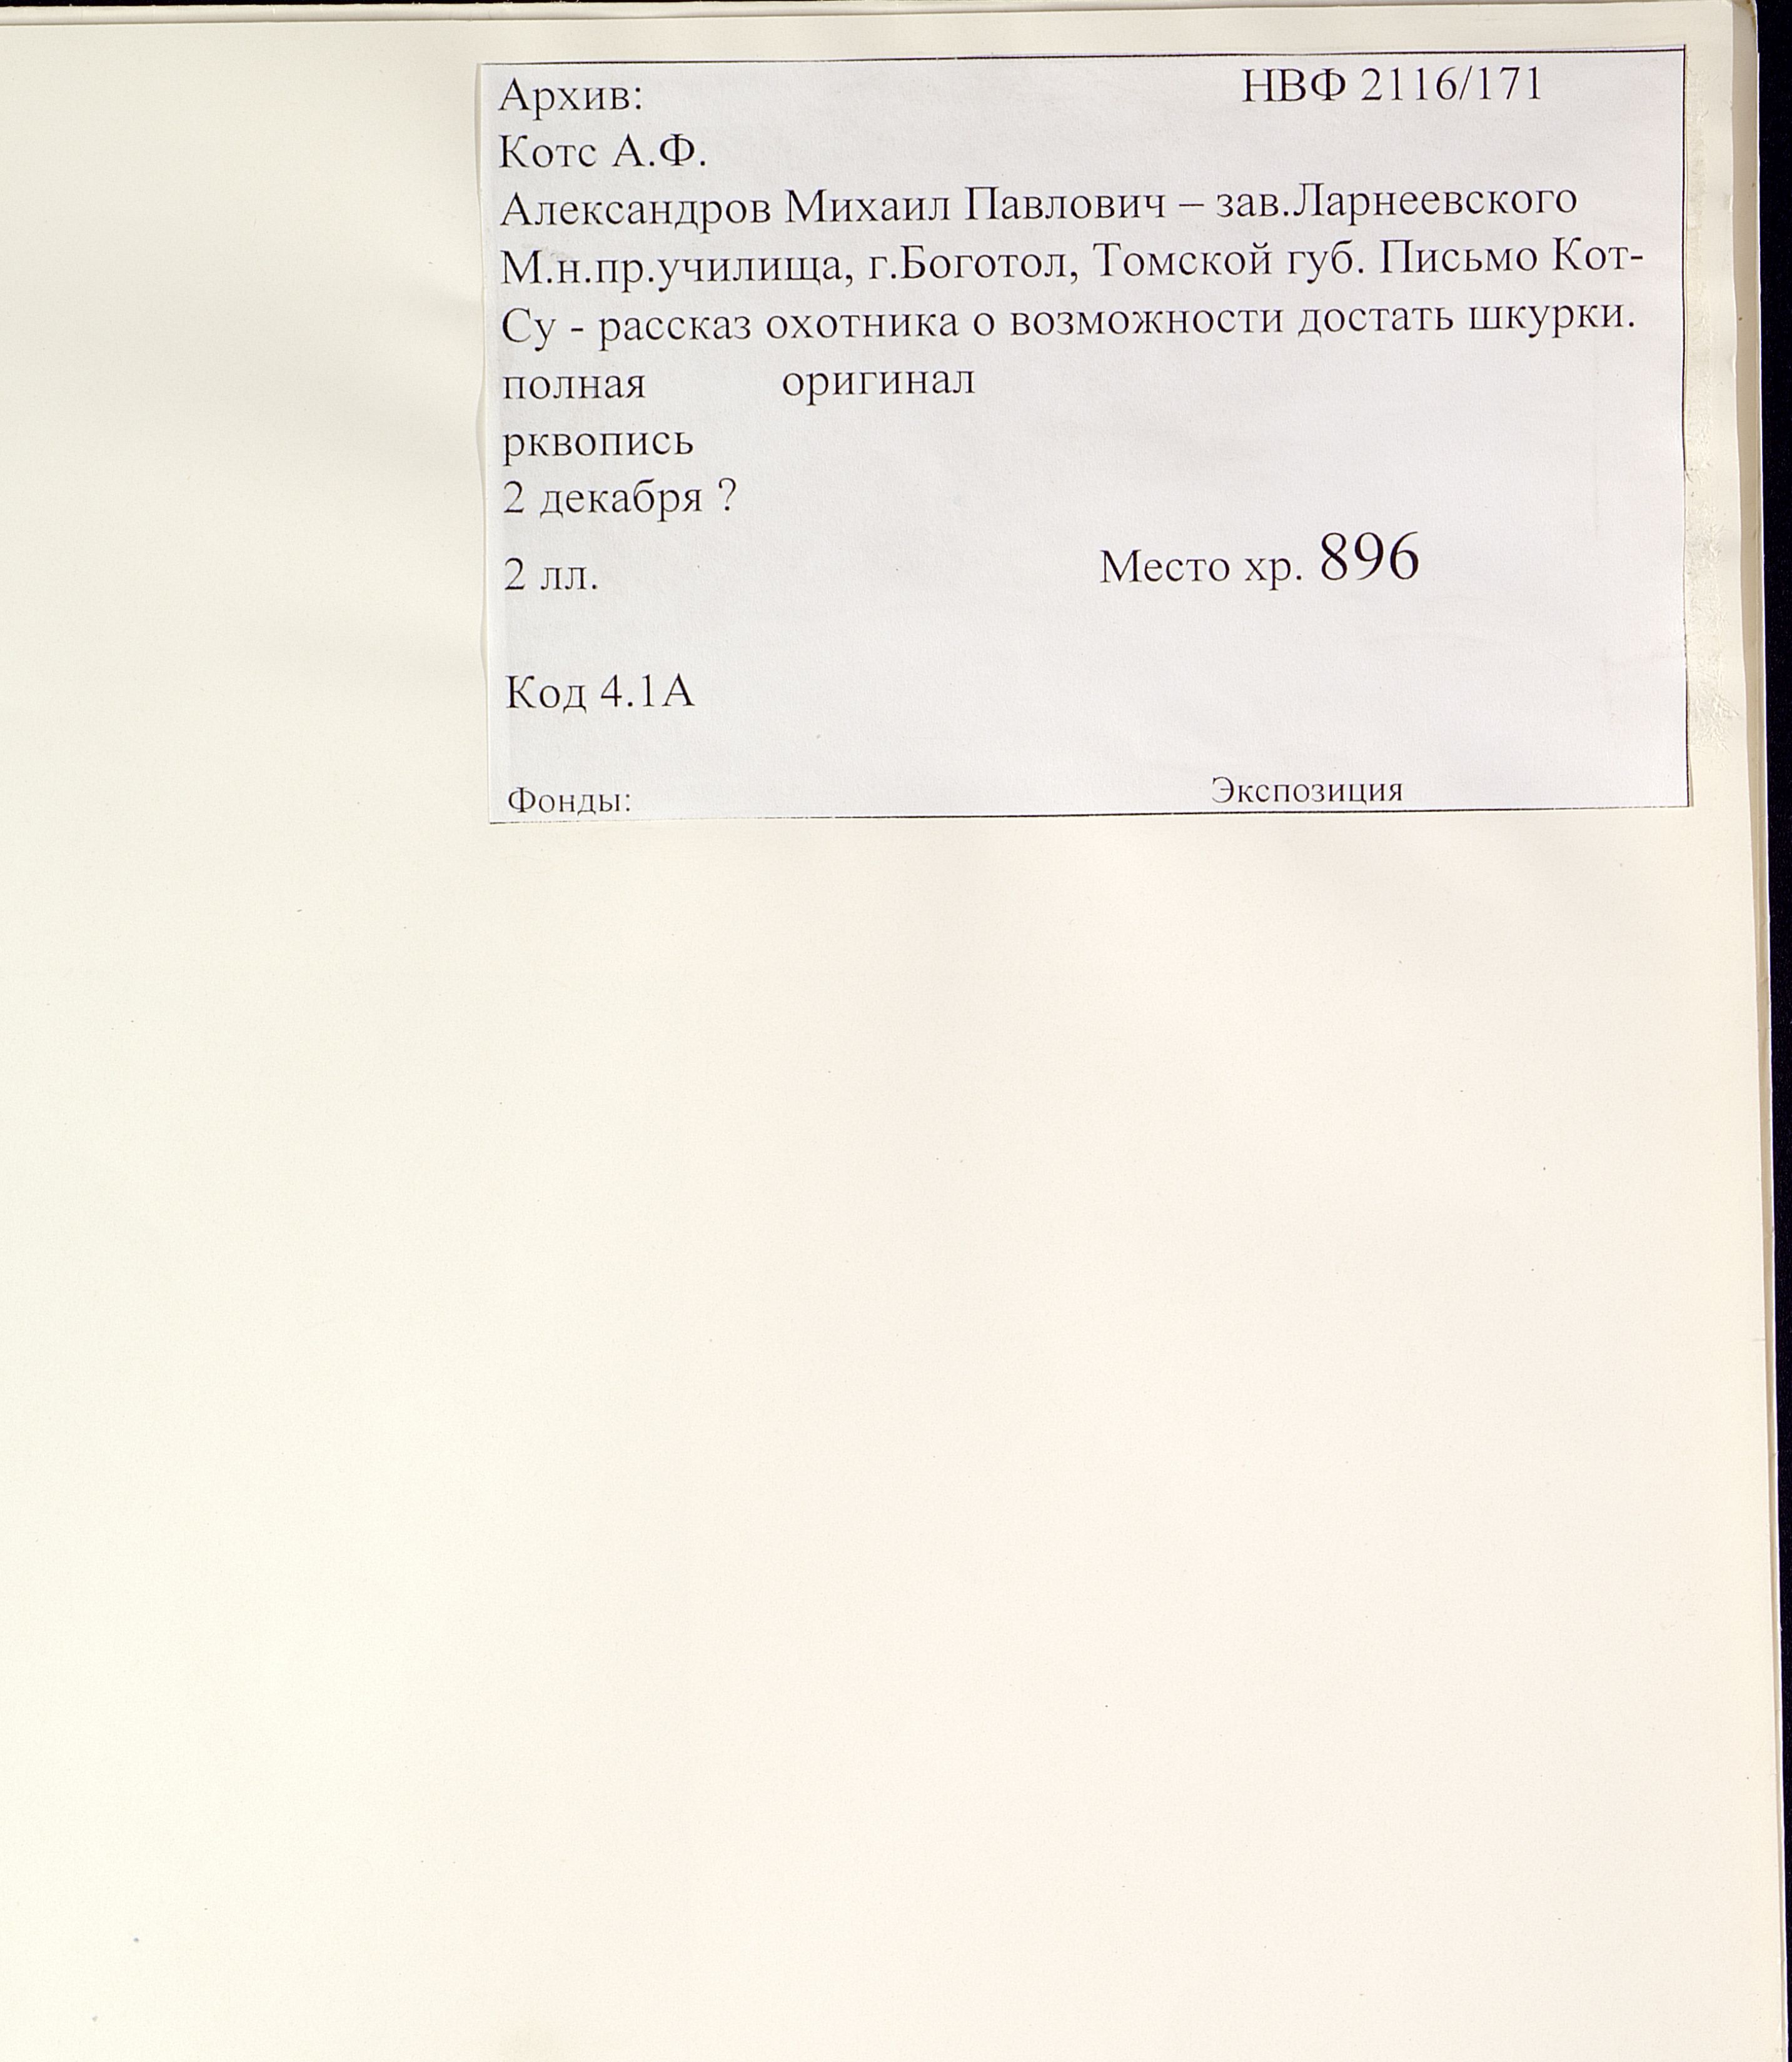 Архив: НВФ 2116/171
Котс А.Ф.
Александров Михаил Павлович – зав.Ларнеевского
М.н.пр.училища, г.Боготол, Томской губ. Письмо Кот-
Су - рассказ охотника о возможности достать шкурки.
полная оригинал
рквопись
2 декабря ?
2 лл. Место хр. 896
Код 4.1А
Фонды: Экспозиция